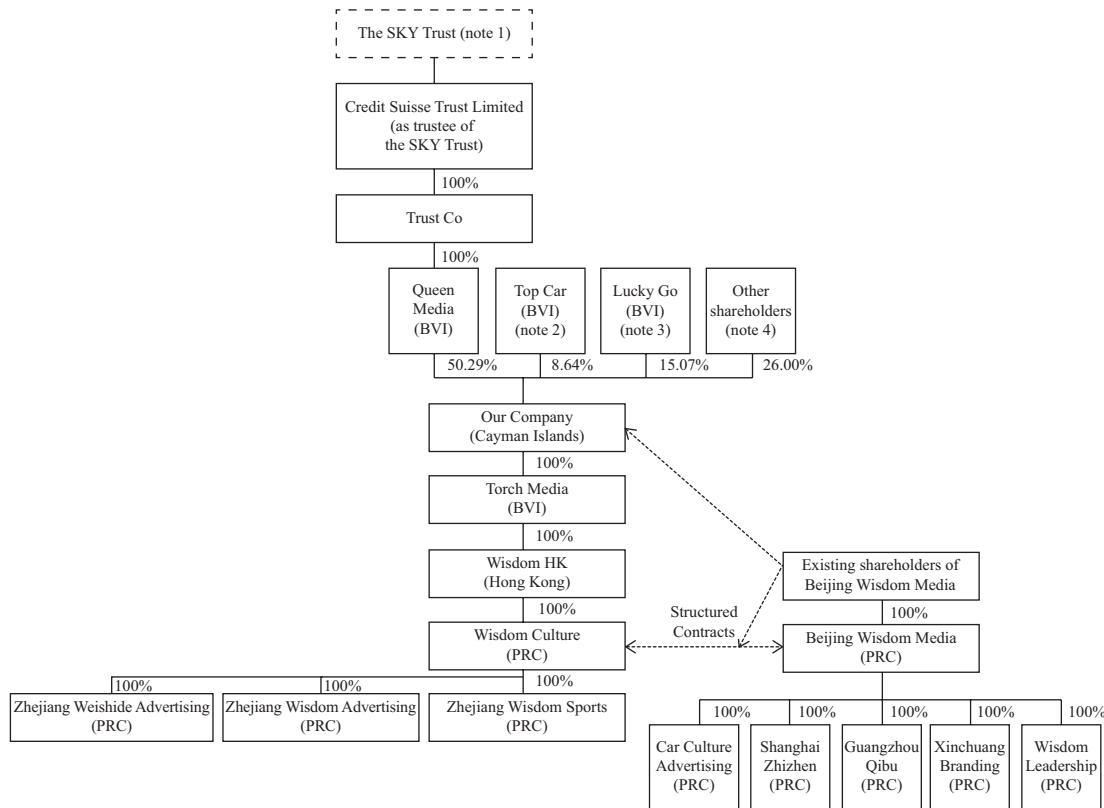 The SKY Trust (note 1)
Credit Suisse Trust Limited
(as trustee of
the SKY Trust)
100%
Trust Co
100%
Queen
Media
(BVI)
Top Car
(BVI)
(note 2)
Lucky Go
(BVI)
(note 3)
Other
shareholders
(note 4)
50.29%
8.64%
15.07%
26.00%
Our Company
(Cayman Islands)
100%
Torch Media
(BVI)
100%
Wisdom HK
(Hong Kong)
Existing shareholders of
Beijing Wisdom Media
100%
100%
Structured
Contracts
Wisdom Culture
(PRC)
Beijing Wisdom Media
(PRC)
100%
100%
100%
Zhejiang Weishide Advertising
(PRC)
Zhejiang Wisdom Advertising
(PRC)
Zhejiang Wisdom Sports
(PRC)
100%
100%
100%
100%
100%
Car Culture
Advertising
(PRC)
Shanghai
Zhizhen
(PRC)
Guangzhou
Qibu
(PRC)
Xinchuang
Branding
(PRC)
Wisdom
Leadership
(PRC)